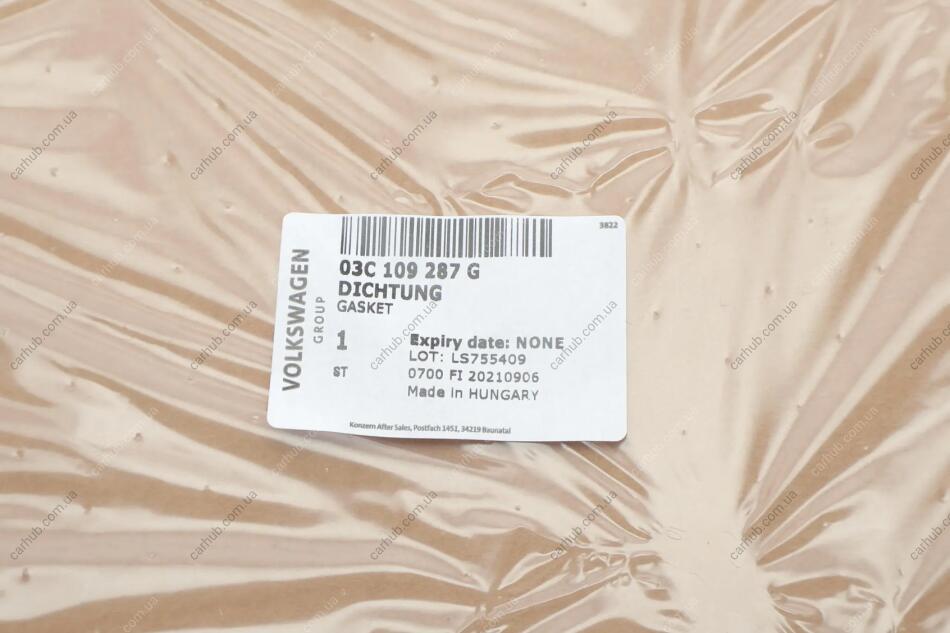 3822
03C 109 287 G
DICHTUNG
GASKET
VOLKSWAGEN
GROUP
1
ST
Expiry date: NONE
LOT: LS755409
0700 FI 20210906
Made in HUNGARY
Konzern After Sales, Postfach 1451, 34219 Baunatal
carhub.com.ua